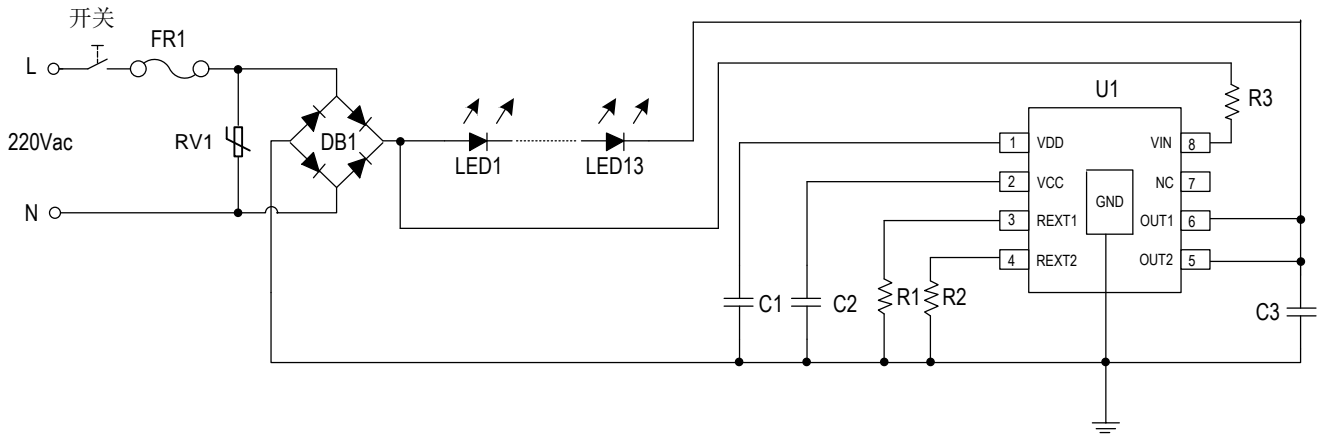 开关
FR1
L
220Vac
RV1
DB1
N
LED1
LED13
U1
R3
1 VDD
VIN 8
2 VCC
NC 7
GND
3 REXT1
OUT1 6
4 REXT2
OUT2 5
C1
C2
R1
R2
C3